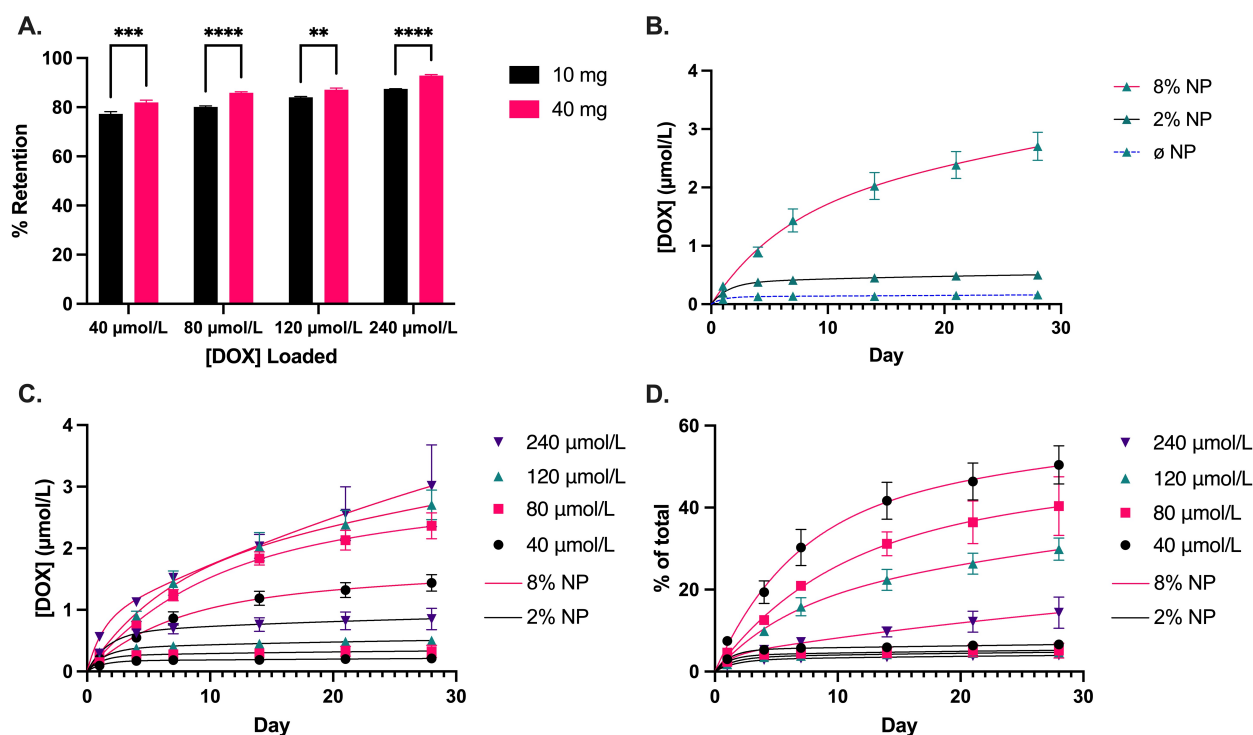 A.
*** **** ** ****
% Retention
100
80
60
40
20
0
40 µmol/L 80 µmol/L 120 µmol/L 240 µmol/L
[DOX] Loaded
10 mg
40 mg
B.
[DOX] (µmol/L)
4
3
2
1
0
0 10 20 30
Day
8% NP
2% NP
ø NP
C.
[DOX] (µmol/L)
4
3
2
1
0
0 10 20 30
Day
240 µmol/L
120 µmol/L
80 µmol/L
40 µmol/L
8% NP
2% NP
D.
% of total
60
40
20
0
0 10 20 30
Day
240 µmol/L
120 µmol/L
80 µmol/L
40 µmol/L
8% NP
2% NP